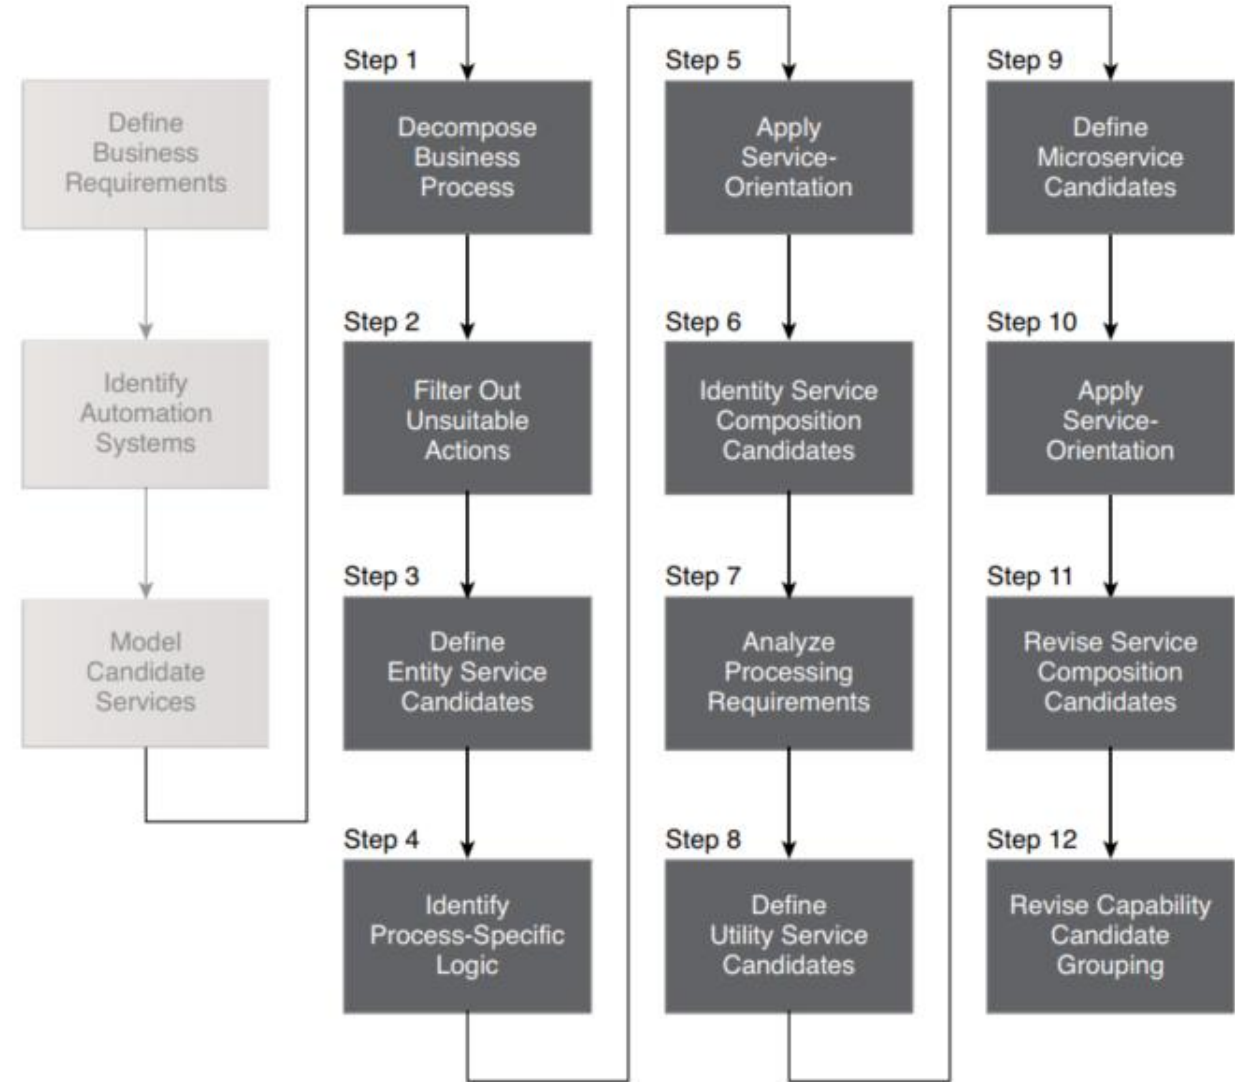 Define
Business
Requirements
Identify
Automation
Systems
Model
Candidate
Services
Step 1
Decompose
Business
Process
Step 2
Filter Out
Unsuitable
Actions
Step 3
Define
Entity Service
Candidates
Step 4
Identify
Process-Specific
Logic
Step 5
Apply
Service-
Orientation
Step 6
Identity Service
Composition
Candidates
Step 7
Analyze
Processing
Requirements
Step 8
Define
Utility Service
Candidates
Step 9
Define
Microservice
Candidates
Step 10
Apply
Service-
Orientation
Step 11
Revise Service
Composition
Candidates
Step 12
Revise Capability
Candidate
Grouping